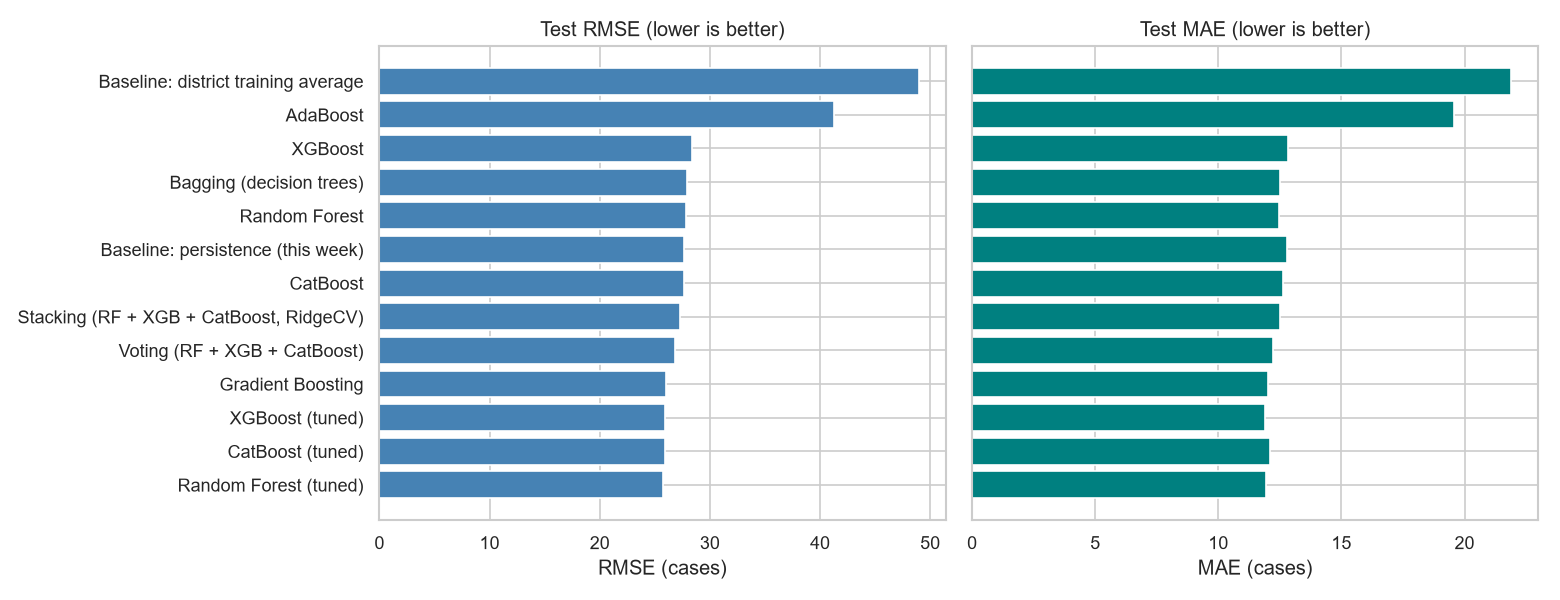 Test RMSE (lower is better)
Baseline: district training average
AdaBoost
XGBoost
Bagging (decision trees)
Random Forest
Baseline: persistence (this week)
CatBoost
Stacking (RF + XGB + CatBoost, RidgeCV)
Voting (RF + XGB + CatBoost)
Gradient Boosting
XGBoost (tuned)
CatBoost (tuned)
Random Forest (tuned)
0 10 20 30 40 50
RMSE (cases)
Test MAE (lower is better)
0 5 10 15 20
MAE (cases)